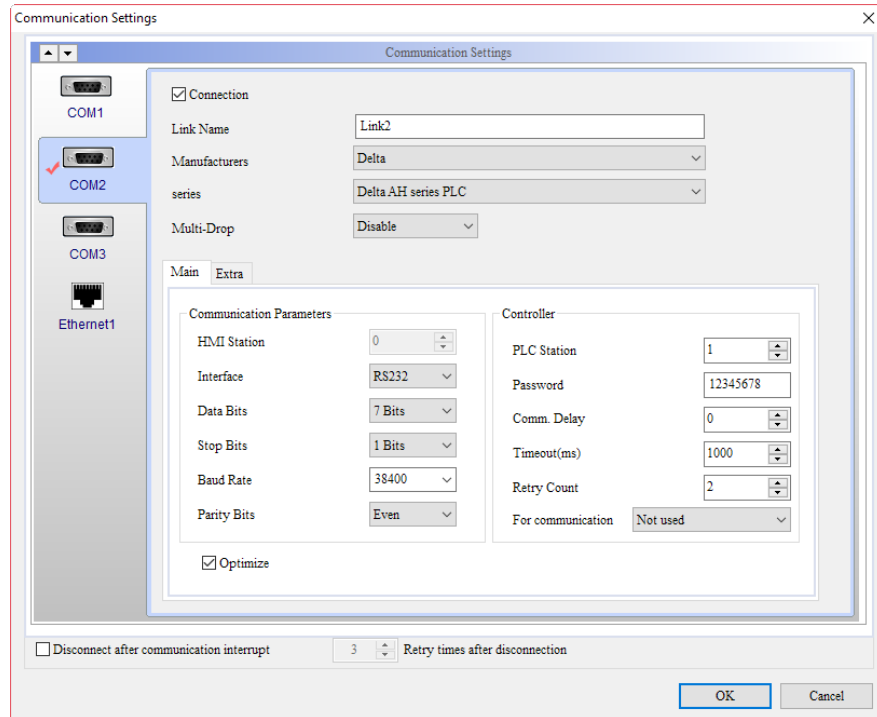 Communication Settings
Communication Settings
COM1
COM2
COM3
Ethernet1
Connection
Link Name Link2
Manufacturers Delta
series Delta AH series PLC
Multi-Drop Disable
Main Extra
Communication Parameters
HMI Station 0
Interface RS232
Data Bits 7 Bits
Stop Bits 1 Bits
Baud Rate 38400
Parity Bits Even
Optimize
Controller
PLC Station 1
Password 12345678
Comm. Delay 0
Timeout(ms) 1000
Retry Count 2
For communication Not used
Disconnect after communication interrupt 3 Retry times after disconnection
OK Cancel